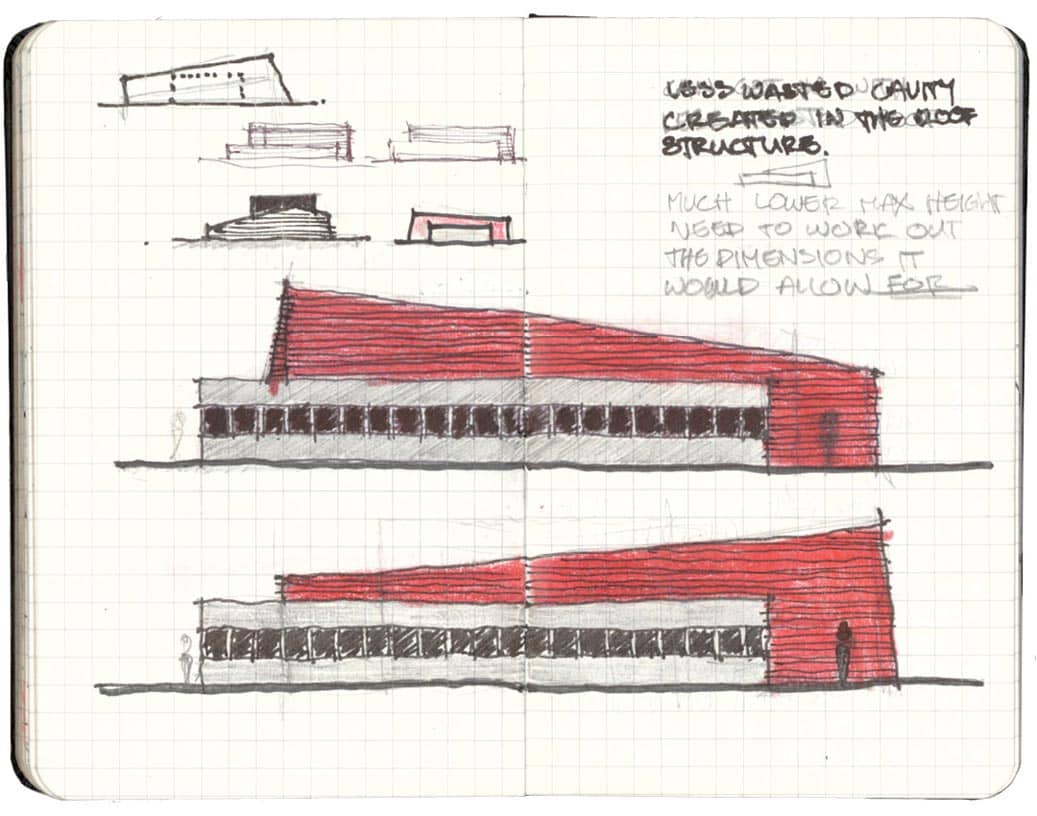 LESS WASTED CAVITY
CREATED IN THE ROOF
STRUCTURE.
MUCH LOWER MAX HEIGHT
NEED TO WORK OUT
THE DIMENSIONS IT
WOULD ALLOW FOR